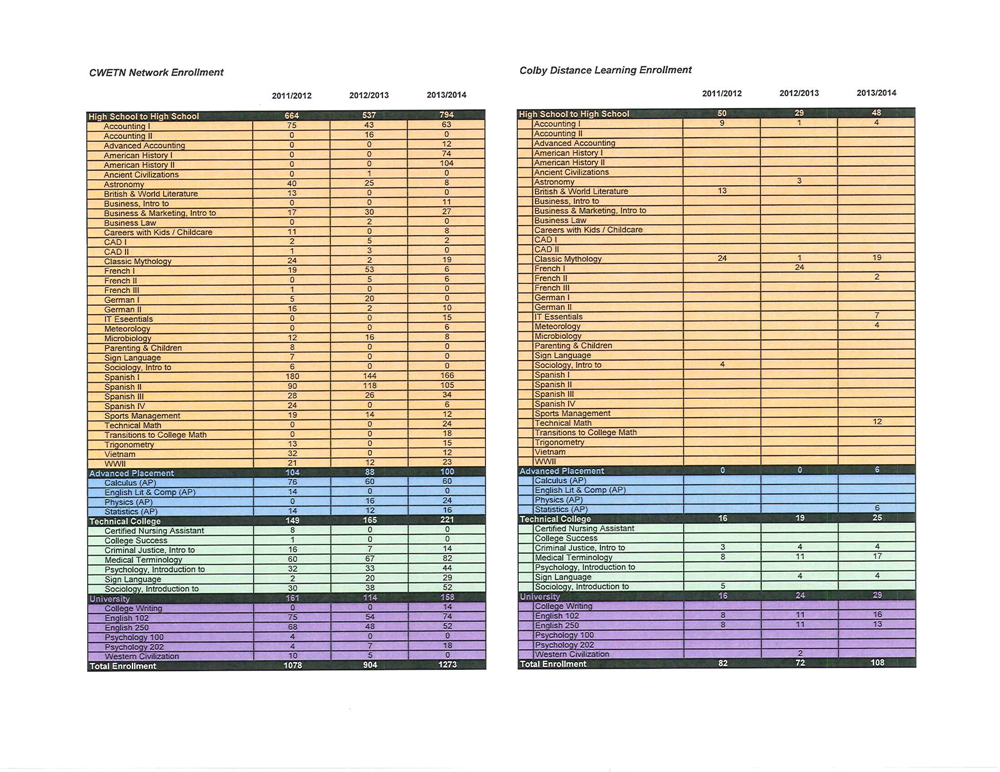 CWETN Network Enrollment
2011/2012 2012/2013 2013/2014
High School to High School 664 537 794
Accounting I 75 43 63
Accounting II 0 16 0
Advanced Accounting 0 0 12
American History I 0 0 74
American History II 0 0 104
Ancient Civilizations 0 1 0
Astronomy 40 25 8
British & World Literature 13 0 0
Business, Intro to 0 0 11
Business & Marketing, Intro to 17 30 27
Business Law 0 2 0
Careers with Kids / Childcare 11 0 8
CAD I 2 5 2
CAD II 1 3 0
Classic Mythology 24 2 19
French I 19 53 6
French II 0 5 6
French III 1 0 0
German I 5 20 0
German II 16 2 10
IT Eseentials 0 0 15
Meteorology 0 0 6
Microbiology 12 16 8
Parenting & Children 8 0 0
Sign Language 7 0 0
Sociology, Intro to 6 0 0
Spanish I 180 144 166
Spanish II 90 118 105
Spanish III 28 26 34
Spanish IV 24 0 6
Sports Management 19 14 12
Technical Math 0 0 24
Transitions to College Math 0 0 18
Trigonometry 13 0 15
Vietnam 32 0 12
WWII 21 12 23
Advanced Placement 104 88 100
Calculus (AP) 76 60 60
English Lit & Comp (AP) 14 0 0
Physics (AP) 0 16 24
Statistics (AP) 14 12 16
Technical College 149 165 221
Certified Nursing Assistant 8 0 0
College Success 1 0 0
Criminal Justice, Intro to 16 7 14
Medical Terminology 60 67 82
Psychology, Introduction to 32 33 44
Sign Language 2 20 29
Sociology, Introduction to 30 38 52
University 161 114 158
College Writing 0 0 14
English 102 75 54 74
English 250 68 48 52
Psychology 100 4 0 0
Psychology 202 4 7 18
Western Civilization 10 5 0
Total Enrollment 1078 904 1273
Colby Distance Learning Enrollment
2011/2012 2012/2013 2013/2014
High School to High School 50 29 48
Accounting I 9 1 4
Accounting II
Advanced Accounting
American History I
American History II
Ancient Civilizations
Astronomy 3
British & World Literature 13
Business, Intro to
Business & Marketing, Intro to
Business Law
Careers with Kids / Childcare
CAD I
CAD II
Classic Mythology 24 1 19
French I 24
French II 2
French III
German I
German II
IT Essentials 7
Meteorology 4
Microbiology
Parenting & Children
Sign Language
Sociology, Intro to 4
Spanish I
Spanish II
Spanish III
Spanish IV
Sports Management
Technical Math 12
Transitions to College Math
Trigonometry
Vietnam
WWII
Advanced Placement 0 0 6
Calculus (AP)
English Lit & Comp (AP)
Physics (AP)
Statistics (AP) 6
Technical College 16 19 25
Certified Nursing Assistant
College Success
Criminal Justice, Intro to 3 4 4
Medical Terminology 8 11 17
Psychology, Introduction to
Sign Language 4 4
Sociology, Introduction to 5
University 16 24 29
College Writing
English 102 8 11 16
English 250 8 11 13
Psychology 100
Psychology 202
Western Civilization 2
Total Enrollment 82 72 108